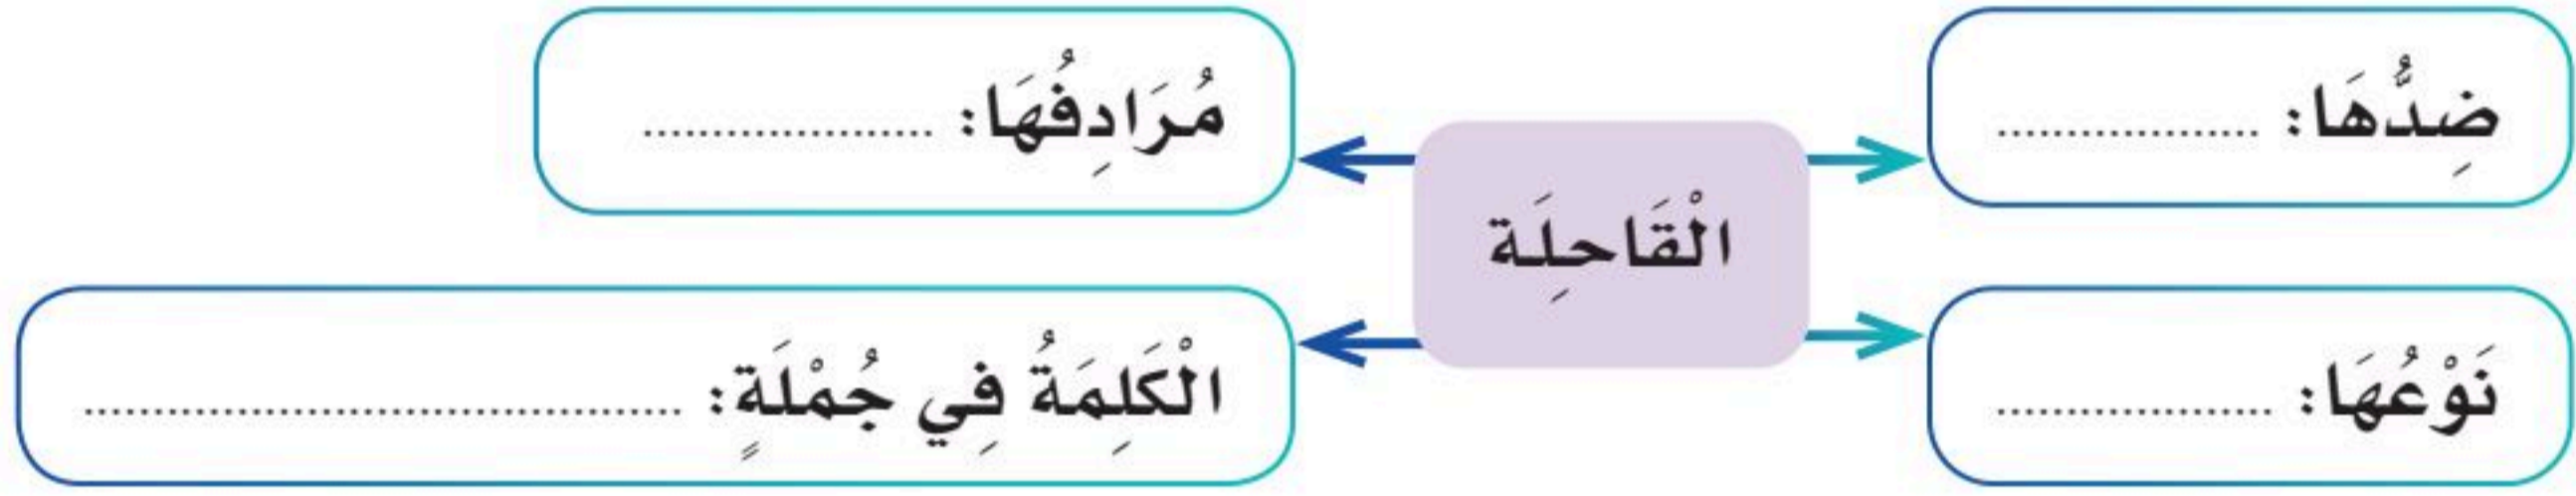 ضِدُّهَا: ...................
مُرَادِفُهَا: .....................
الْقَاحِلَة
نَوْعُهَا: ....................
الْكَلِمَةُ فِي جُمْلَةٍ: ...........................................